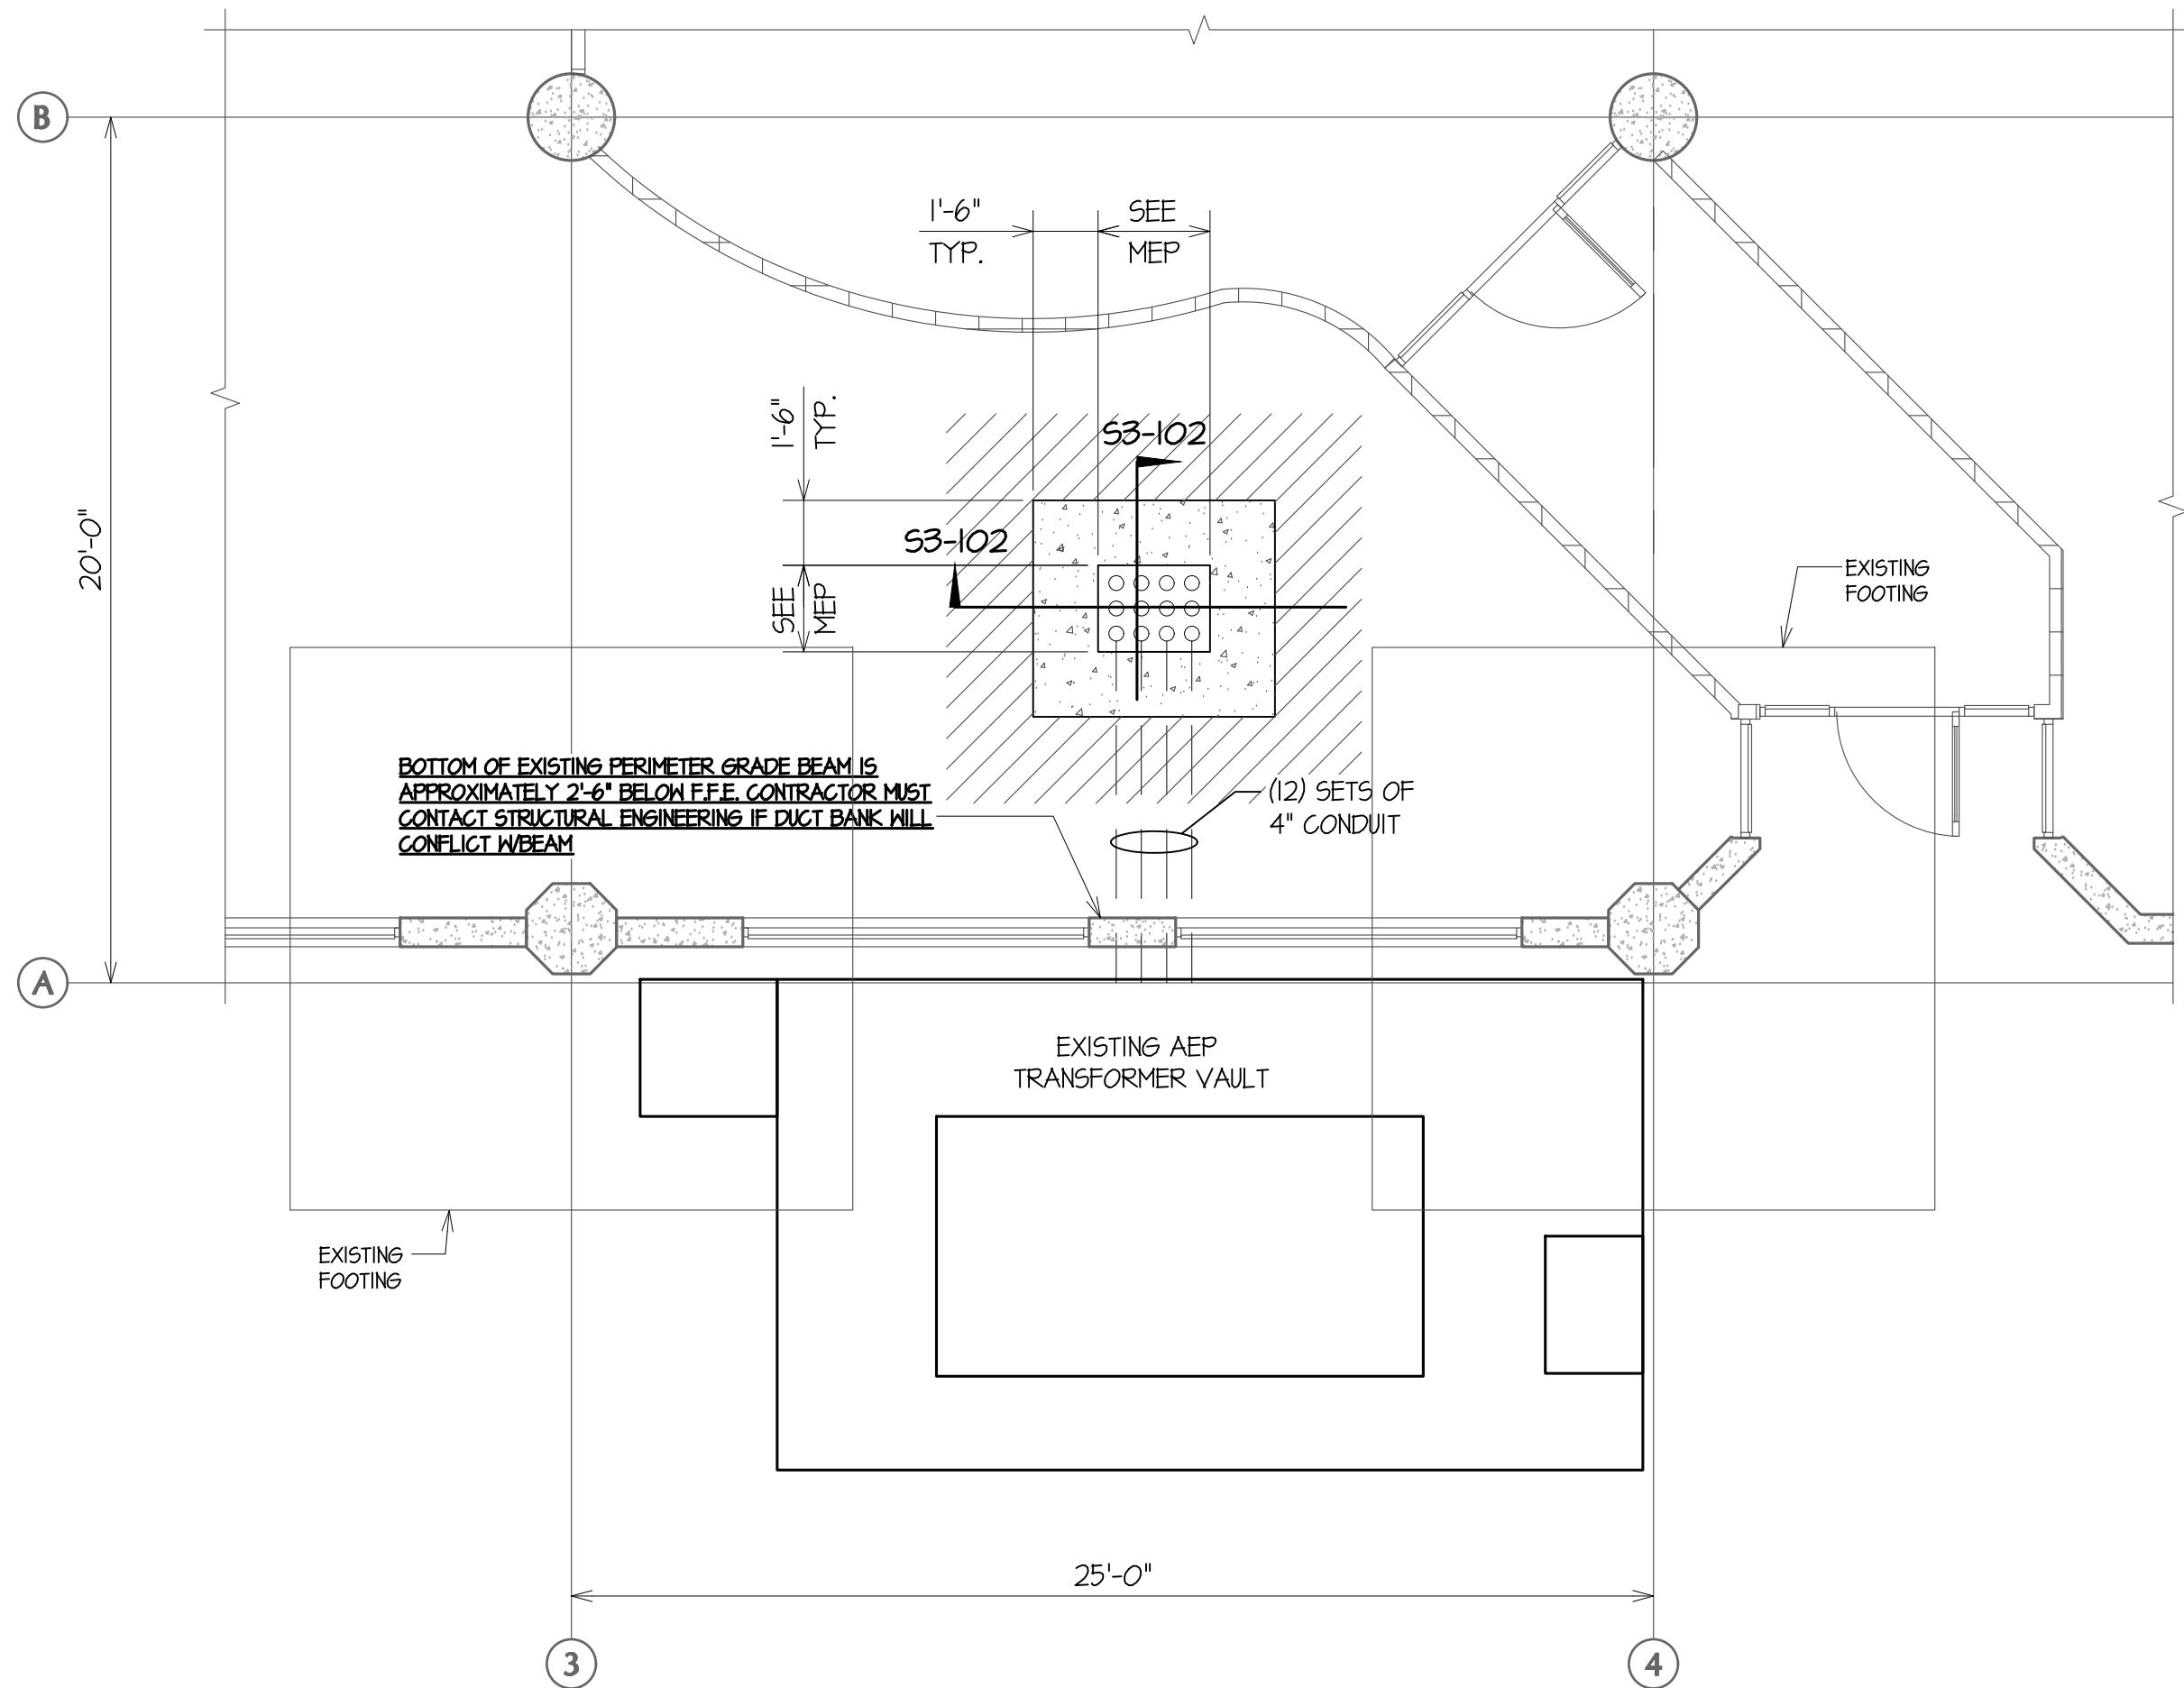 B
1'-6"
TYP.
SEE
MEP
1'-6"
TYP.
S3-102
S3-102
20'-0"
SEE
MEP
EXISTING
FOOTING
BOTTOM OF EXISTING PERIMETER GRADE BEAM IS
APPROXIMATELY 2'-6" BELOW F.F.E. CONTRACTOR MUST
CONTACT STRUCTURAL ENGINEERING IF DUCT BANK WILL
CONFLICT W/BEAM
(12) SETS OF
4" CONDUIT
A
EXISTING AEP
TRANSFORMER VAULT
EXISTING
FOOTING
25'-0"
3
4